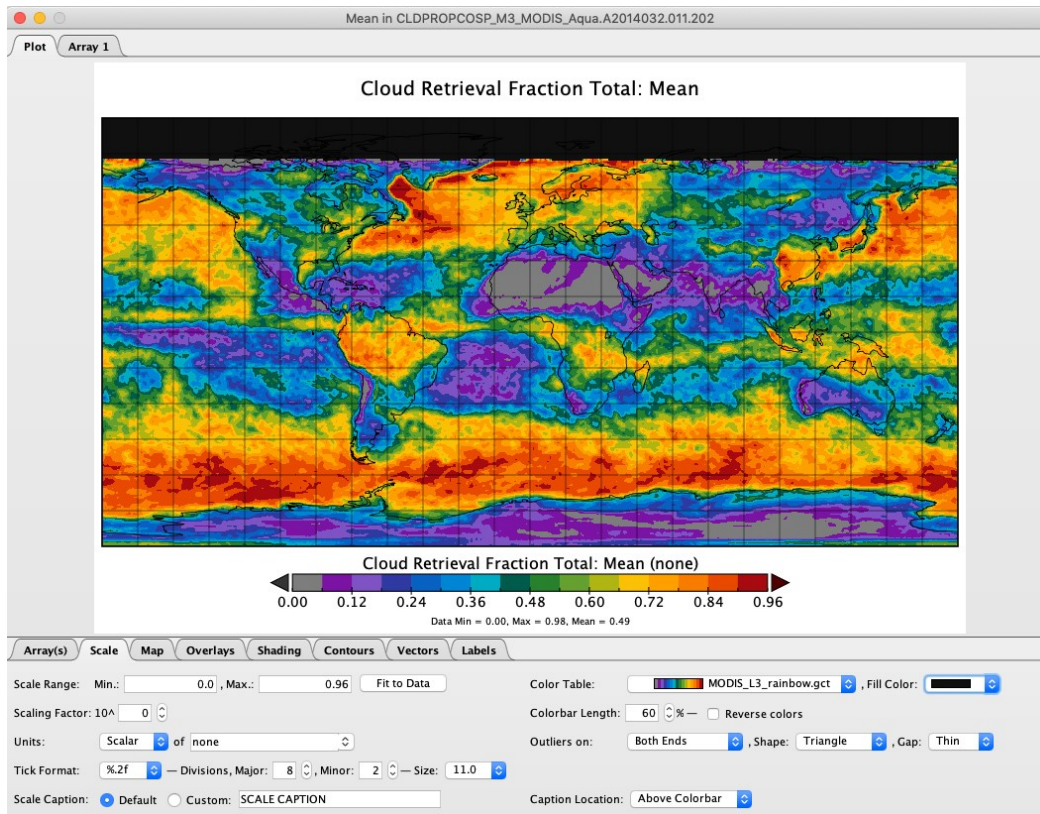 Mean in CLDPROPCOSP_M3_MODIS_Aqua.A2014032.011.202
Plot Array 1
Cloud Retrieval Fraction Total: Mean
Cloud Retrieval Fraction Total: Mean (none)
0.00 0.12 0.24 0.36 0.48 0.60 0.72 0.84 0.96
Data Min = 0.00, Max = 0.98, Mean = 0.49
Array(s) Scale Map Overlays Shading Contours Vectors Labels
Scale Range: Min.: 0.0 , Max.: 0.96 Fit to Data Color Table: MODIS_L3_rainbow.gct , Fill Color:
Scaling Factor: 10^ 0 Colorbar Length: 60 % — Reverse colors
Units: Scalar of none Outliers on: Both Ends , Shape: Triangle , Gap: Thin
Tick Format: %.2f — Divisions, Major: 8 , Minor: 2 — Size: 11.0
Scale Caption: Default Custom: SCALE CAPTION Caption Location: Above Colorbar